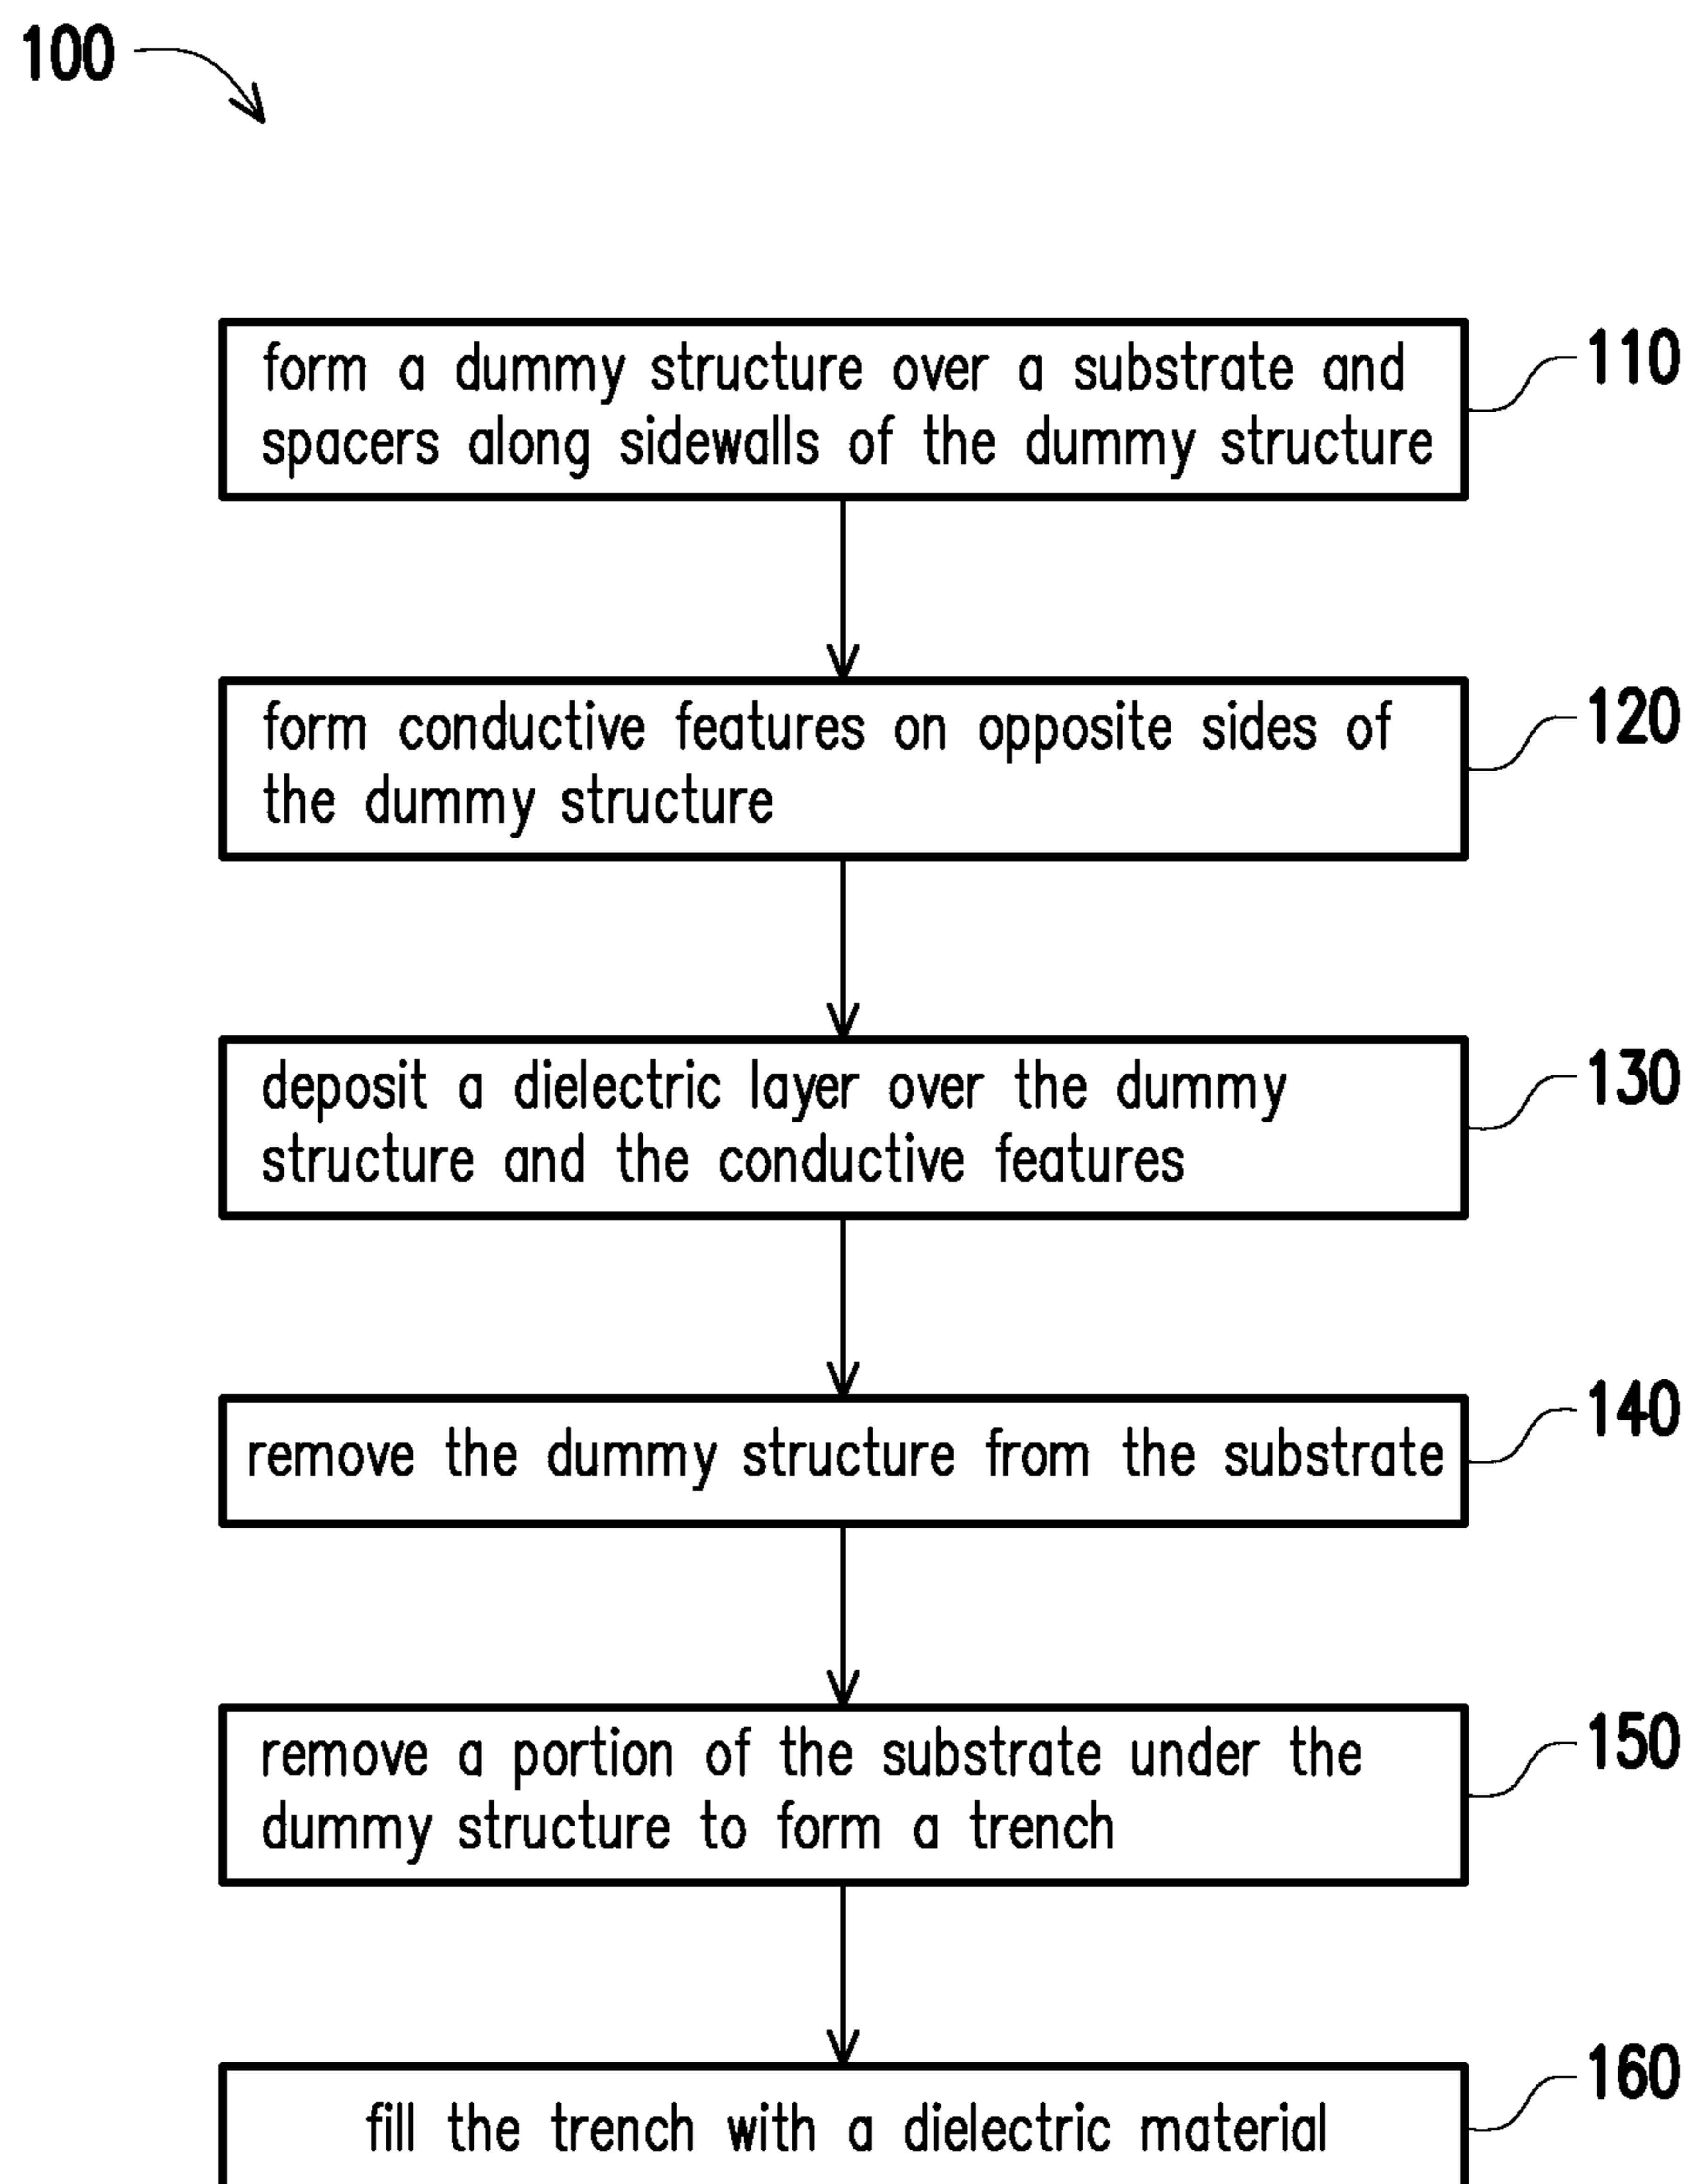 100
form a dummy structure over a substrate and
spacers along sidewalls of the dummy structure
110
form conductive features on opposite sides of
the dummy structure
120
deposit a dielectric layer over the dummy
structure and the conductive features
130
remove the dummy structure from the substrate
140
remove a portion of the substrate under the
dummy structure to form a trench
150
fill the trench with a dielectric material
160